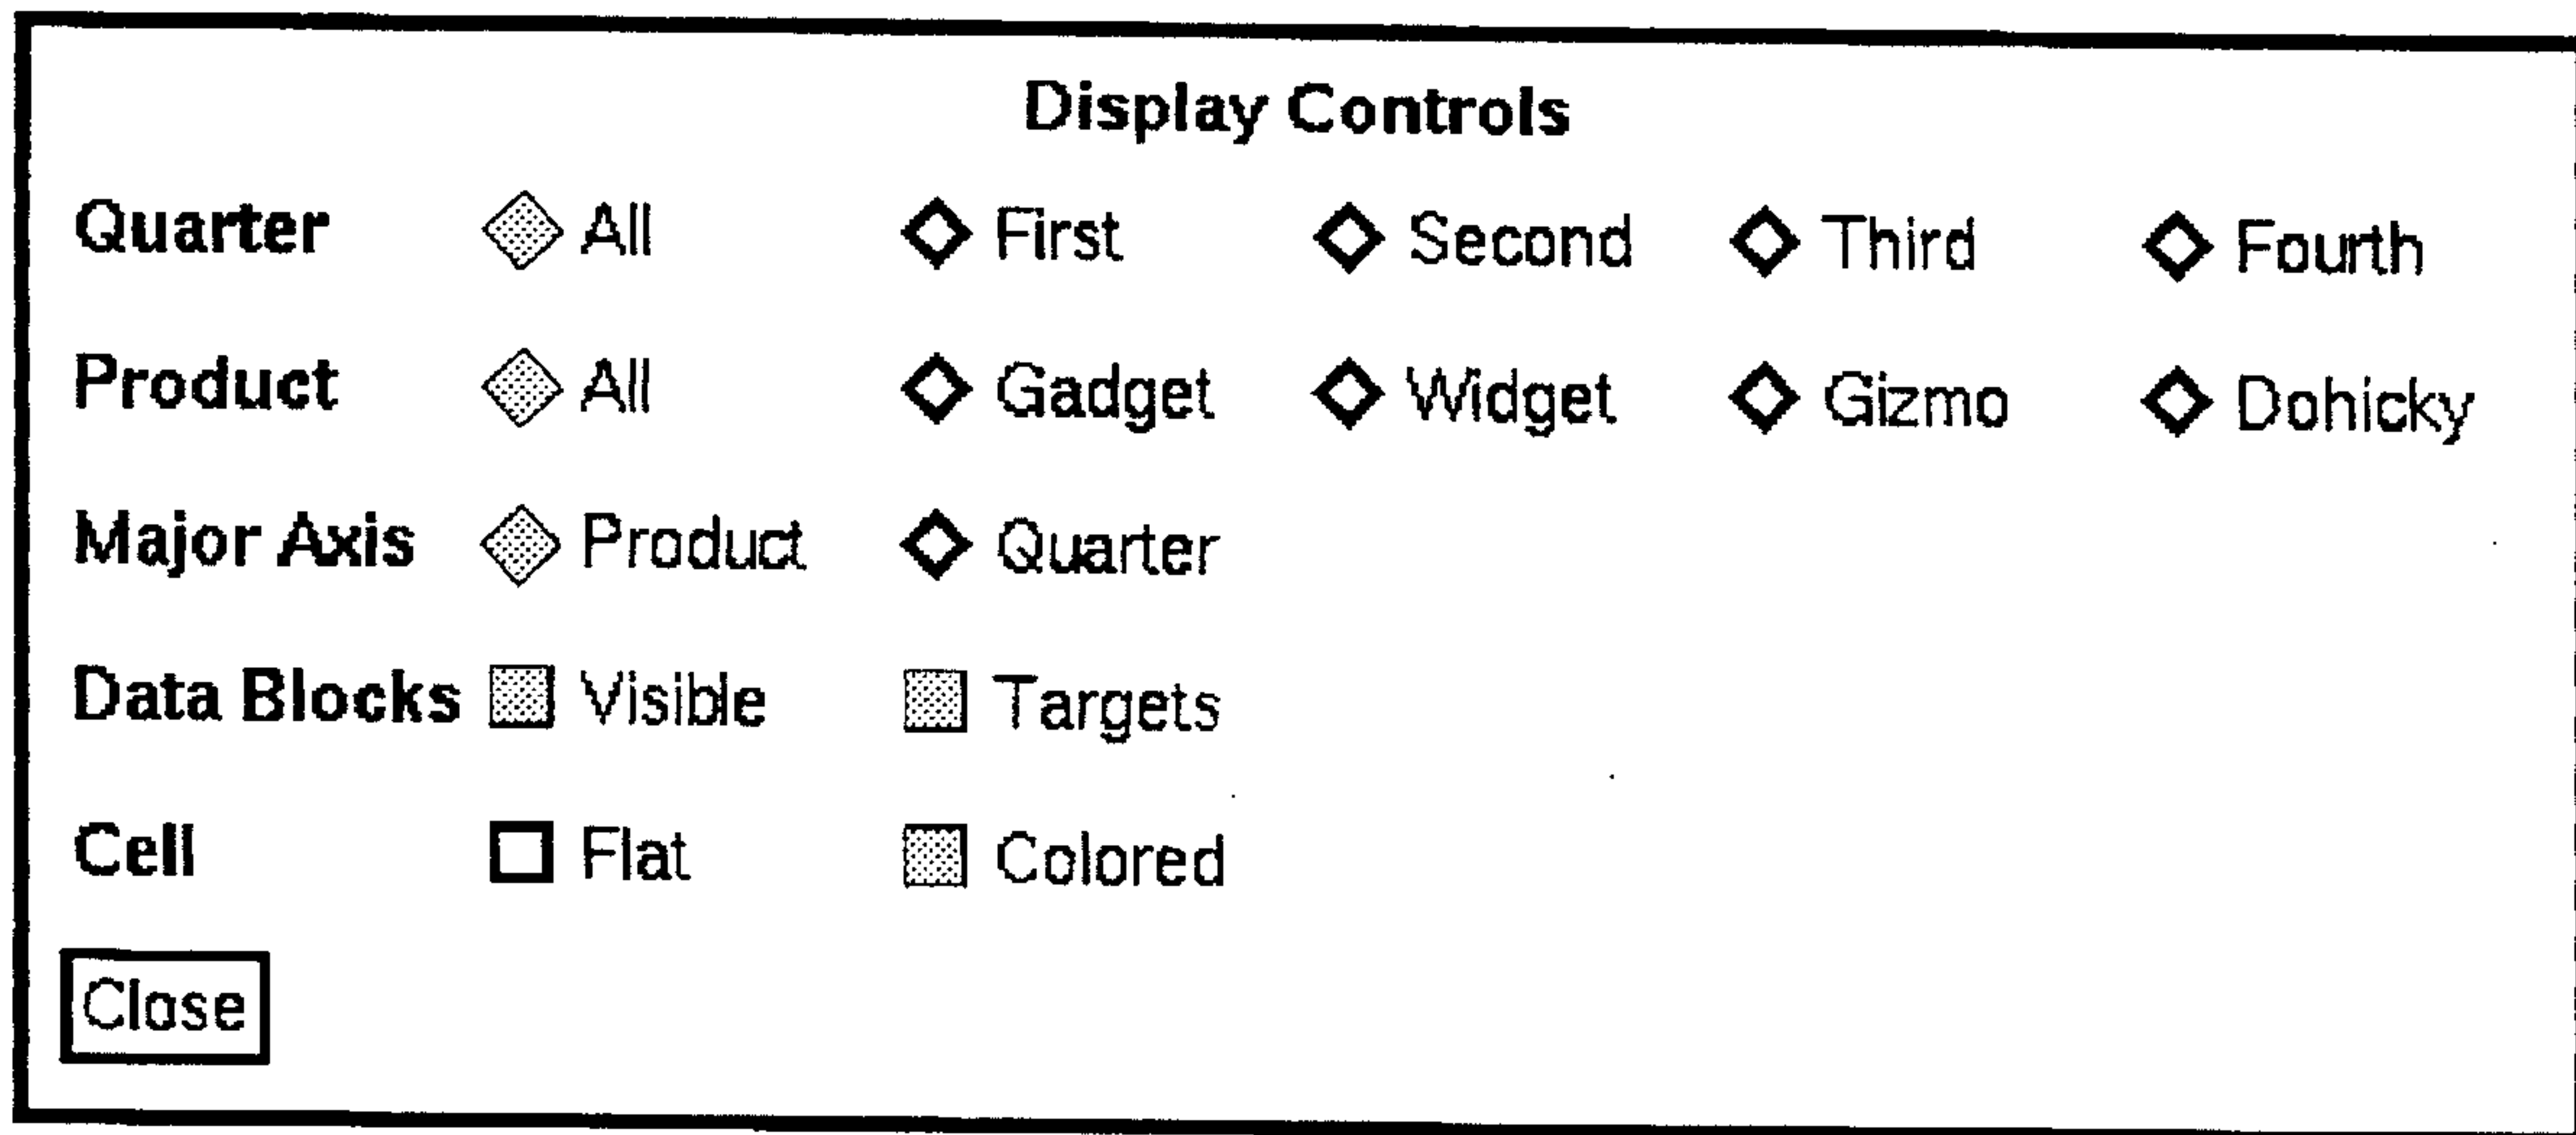 Display Controls
Quarter All First Second Third Fourth
Product All Gadget Widget Gizmo Dohicky
Major Axis Product Quarter
Data Blocks Visible Targets
Cell Flat Colored
Close